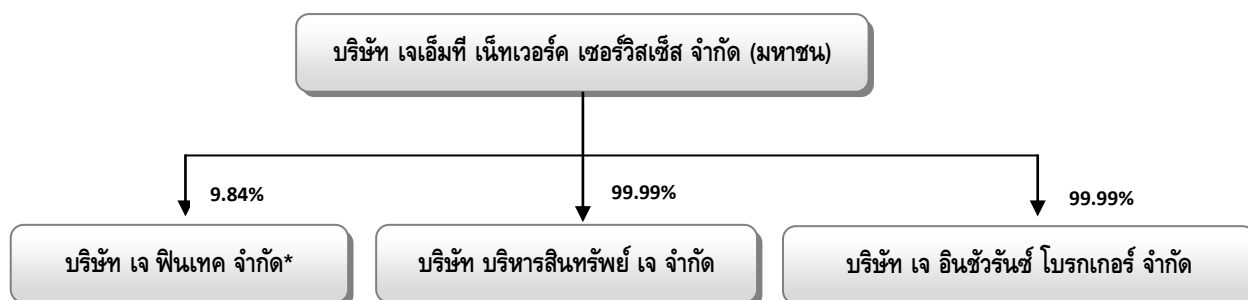 บริษัท เจเอ็มที เน็ทเวอร์ค เซอร์วิสเซ็ส จำกัด (มหาชน)
9.84%
99.99%
99.99%
บริษัท เจ ฟินเทค จำกัด*
บริษัท บริหารสินทรัพย์ เจ จำกัด
บริษัท เจ อินชัวรันซ์ โบรกเกอร์ จำกัด